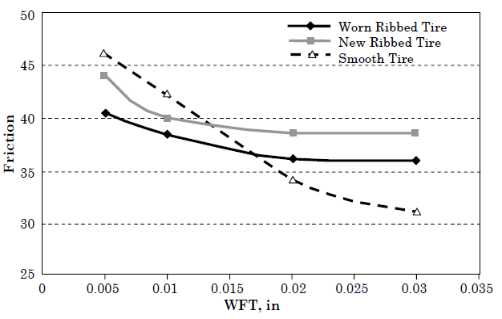 50
45
40
35
30
25
Friction
Worn Ribbed Tire
New Ribbed Tire
Smooth Tire
0 0.005 0.01 0.015 0.02 0.025 0.03 0.035
WFT, in